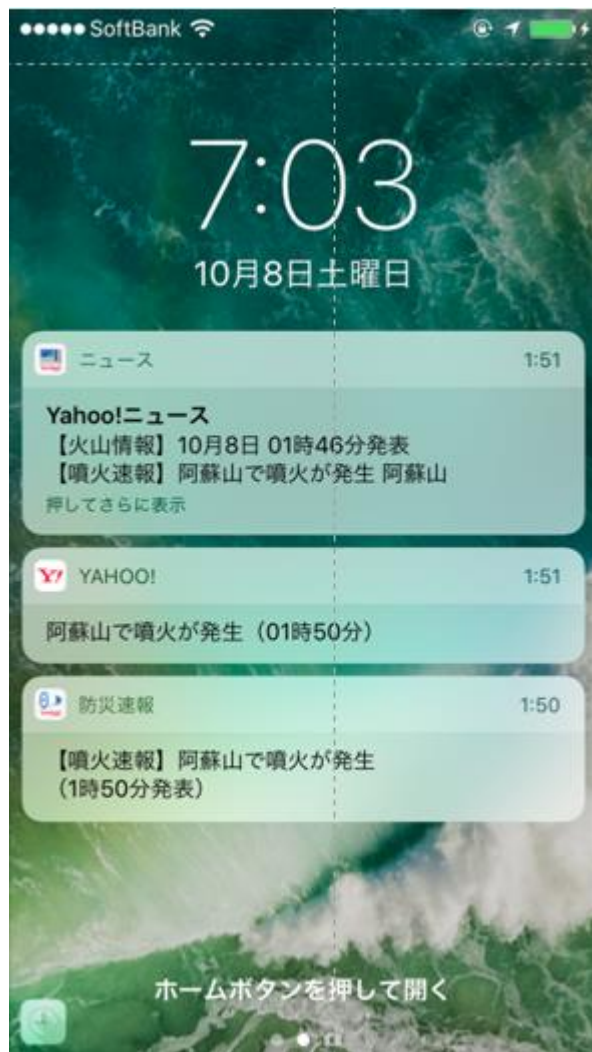 SoftBank
7:03
10月8日土曜日
ニュース 1:51
Yahoo!ニュース
【火山情報】10月8日 01時46分発表
【噴火速報】阿蘇山で噴火が発生 阿蘇山
押してさらに表示
Y! YAHOO! 1:51
阿蘇山で噴火が発生（01時50分）
防災速報 1:50
【噴火速報】阿蘇山で噴火が発生
（1時50分発表）
ホームボタンを押して開く